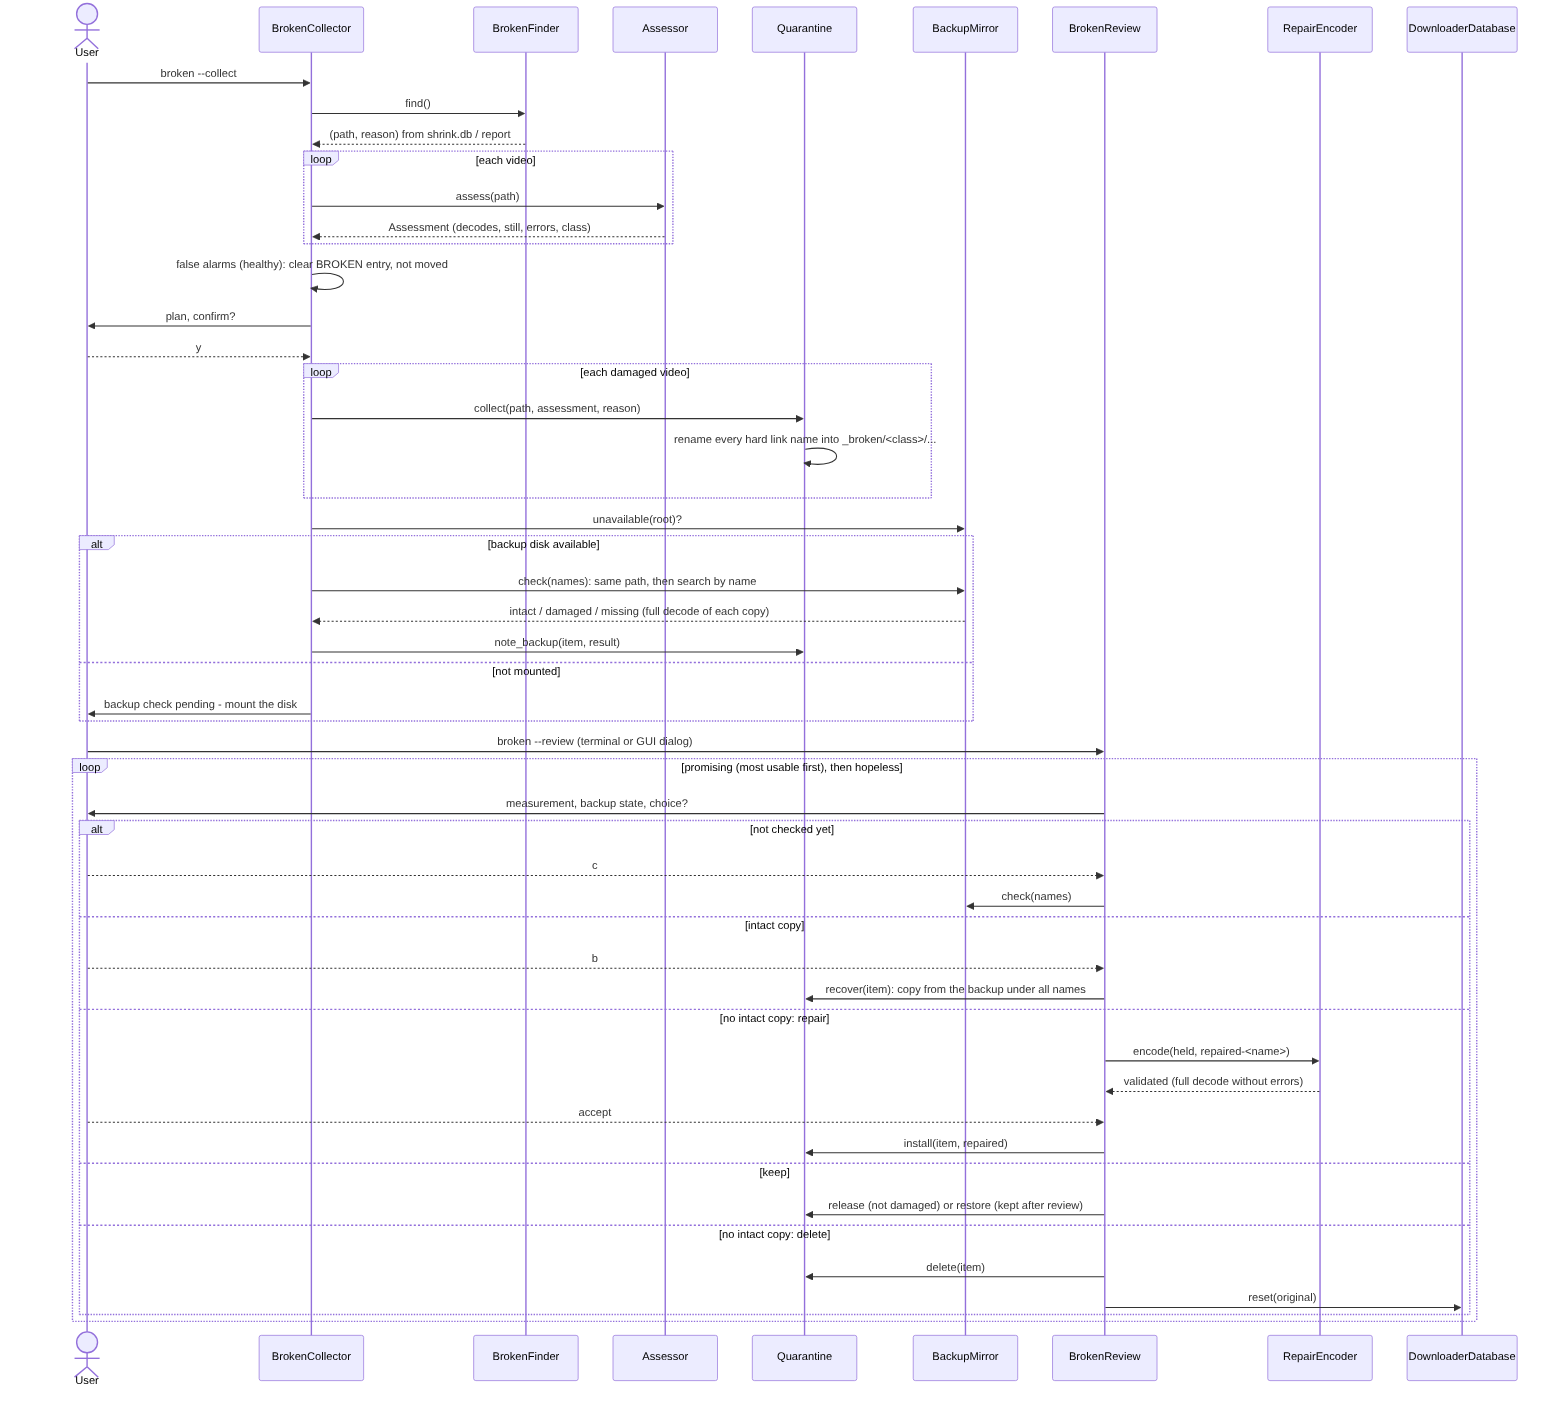 User
BrokenCollector
BrokenFinder
Assessor
Quarantine
BackupMirror
BrokenReview
RepairEncoder
DownloaderDatabase
broken --collect
find()
(path, reason) from shrink.db / report
loop
[each video]
assess(path)
Assessment (decodes, still, errors, class)
false alarms (healthy): clear BROKEN entry, not moved
plan, confirm?
y
loop
[each damaged video]
collect(path, assessment, reason)
rename every hard link name into _broken/<class>/...
unavailable(root)?
alt
[backup disk available]
check(names): same path, then search by name
intact / damaged / missing (full decode of each copy)
note_backup(item, result)
[not mounted]
backup check pending - mount the disk
broken --review (terminal or GUI dialog)
loop
[promising (most usable first), then hopeless]
measurement, backup state, choice?
alt
[not checked yet]
c
check(names)
[intact copy]
b
recover(item): copy from the backup under all names
[no intact copy: repair]
encode(held, repaired-<name>)
validated (full decode without errors)
accept
install(item, repaired)
[keep]
release (not damaged) or restore (kept after review)
[no intact copy: delete]
delete(item)
reset(original)
User
BrokenCollector
BrokenFinder
Assessor
Quarantine
BackupMirror
BrokenReview
RepairEncoder
DownloaderDatabase